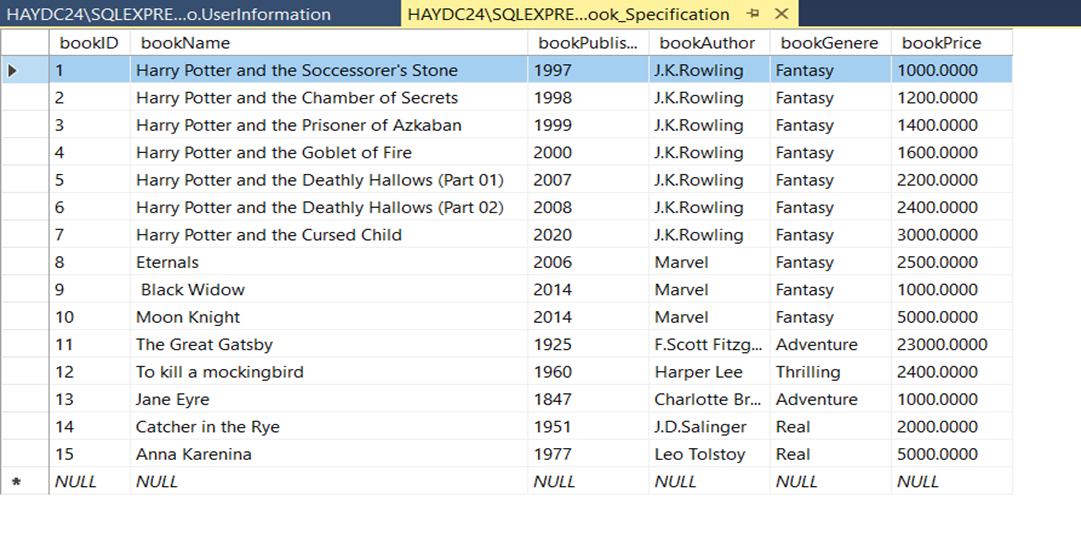 HAYDC24\SQLEXPRE...o.UserInformation HAYDC24\SQLEXPRE...ook_Specification
bookID bookName bookPublis... bookAuthor bookGenere bookPrice
1 Harry Potter and the Soccessorer's Stone 1997 J.K.Rowling Fantasy 1000.0000
2 Harry Potter and the Chamber of Secrets 1998 J.K.Rowling Fantasy 1200.0000
3 Harry Potter and the Prisoner of Azkaban 1999 J.K.Rowling Fantasy 1400.0000
4 Harry Potter and the Goblet of Fire 2000 J.K.Rowling Fantasy 1600.0000
5 Harry Potter and the Deathly Hallows (Part 01) 2007 J.K.Rowling Fantasy 2200.0000
6 Harry Potter and the Deathly Hallows (Part 02) 2008 J.K.Rowling Fantasy 2400.0000
7 Harry Potter and the Cursed Child 2020 J.K.Rowling Fantasy 3000.0000
8 Eternals 2006 Marvel Fantasy 2500.0000
9 Black Widow 2014 Marvel Fantasy 1000.0000
10 Moon Knight 2014 Marvel Fantasy 5000.0000
11 The Great Gatsby 1925 F.Scott Fitzg... Adventure 23000.0000
12 To kill a mockingbird 1960 Harper Lee Thrilling 2400.0000
13 Jane Eyre 1847 Charlotte Br... Adventure 1000.0000
14 Catcher in the Rye 1951 J.D.Salinger Real 2000.0000
15 Anna Karenina 1977 Leo Tolstoy Real 5000.0000
NULL NULL NULL NULL NULL NULL